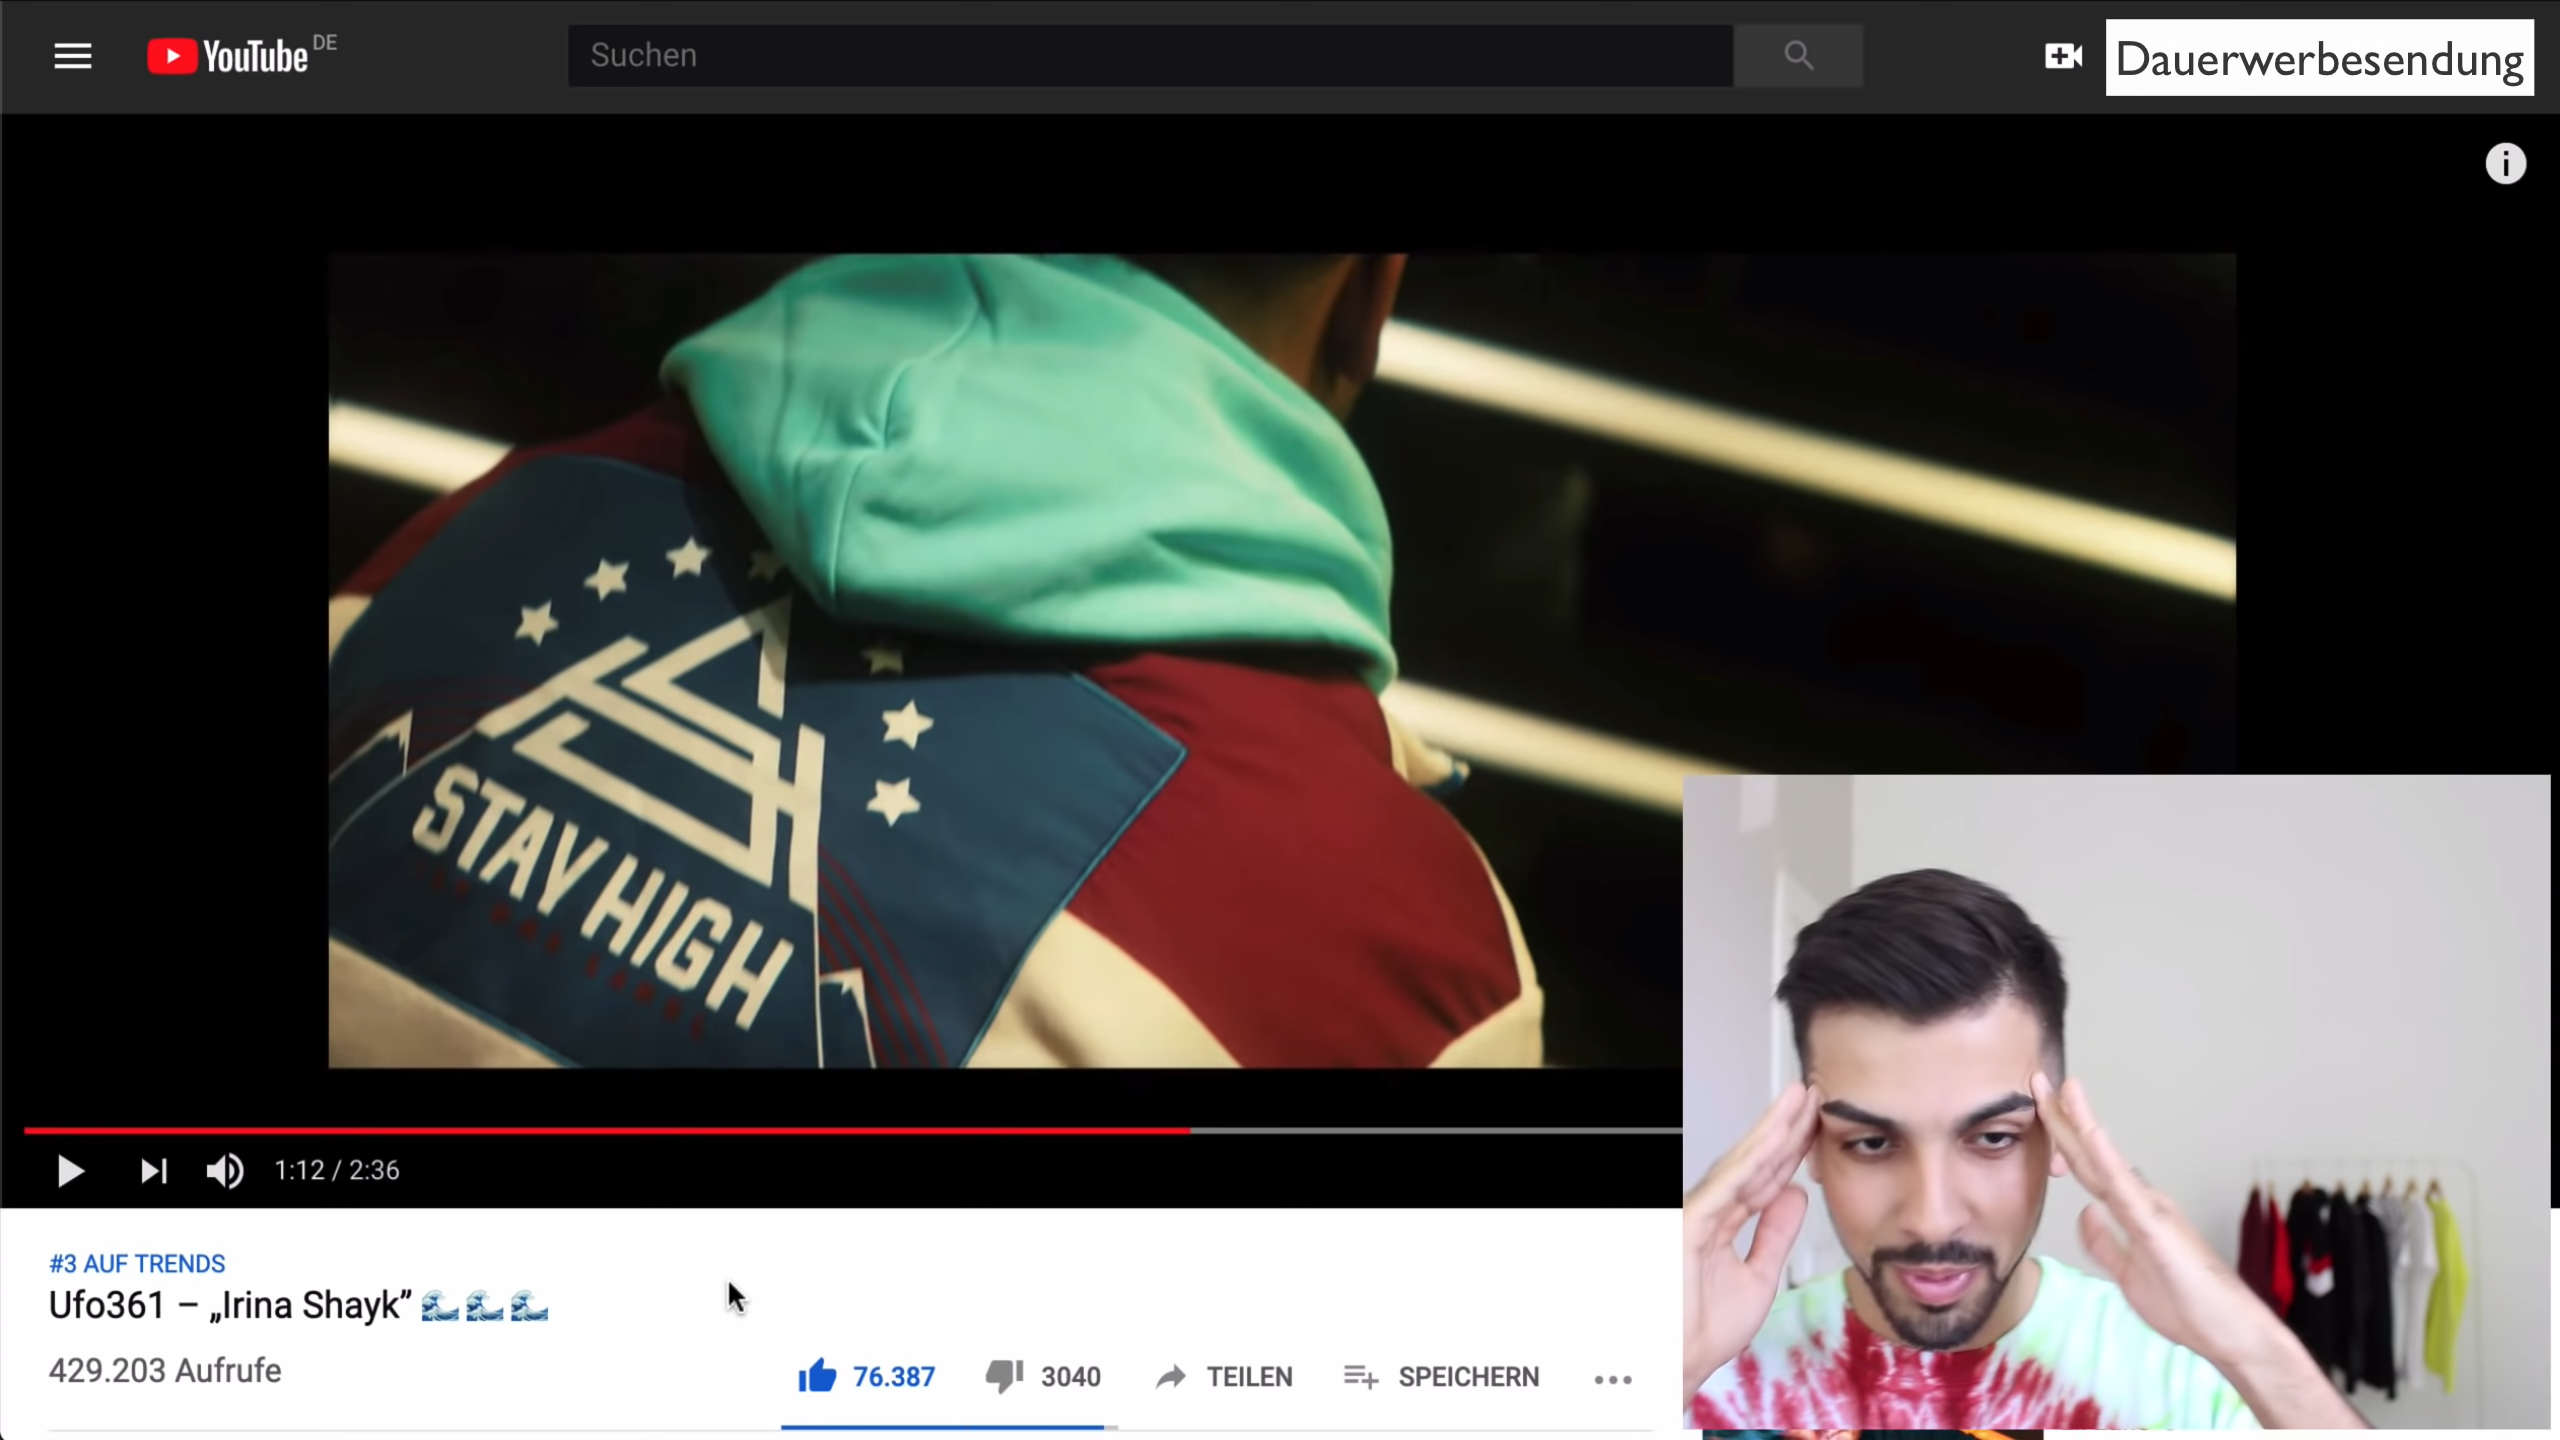 YouTube DE
Suchen
Dauerwerbesendung
STAY HIGH
1:12 / 2:36
#3 AUF TRENDS
Ufo361 – „Irina Shayk” 🌊🌊🌊
429.203 Aufrufe
76.387
3040
TEILEN
SPEICHERN